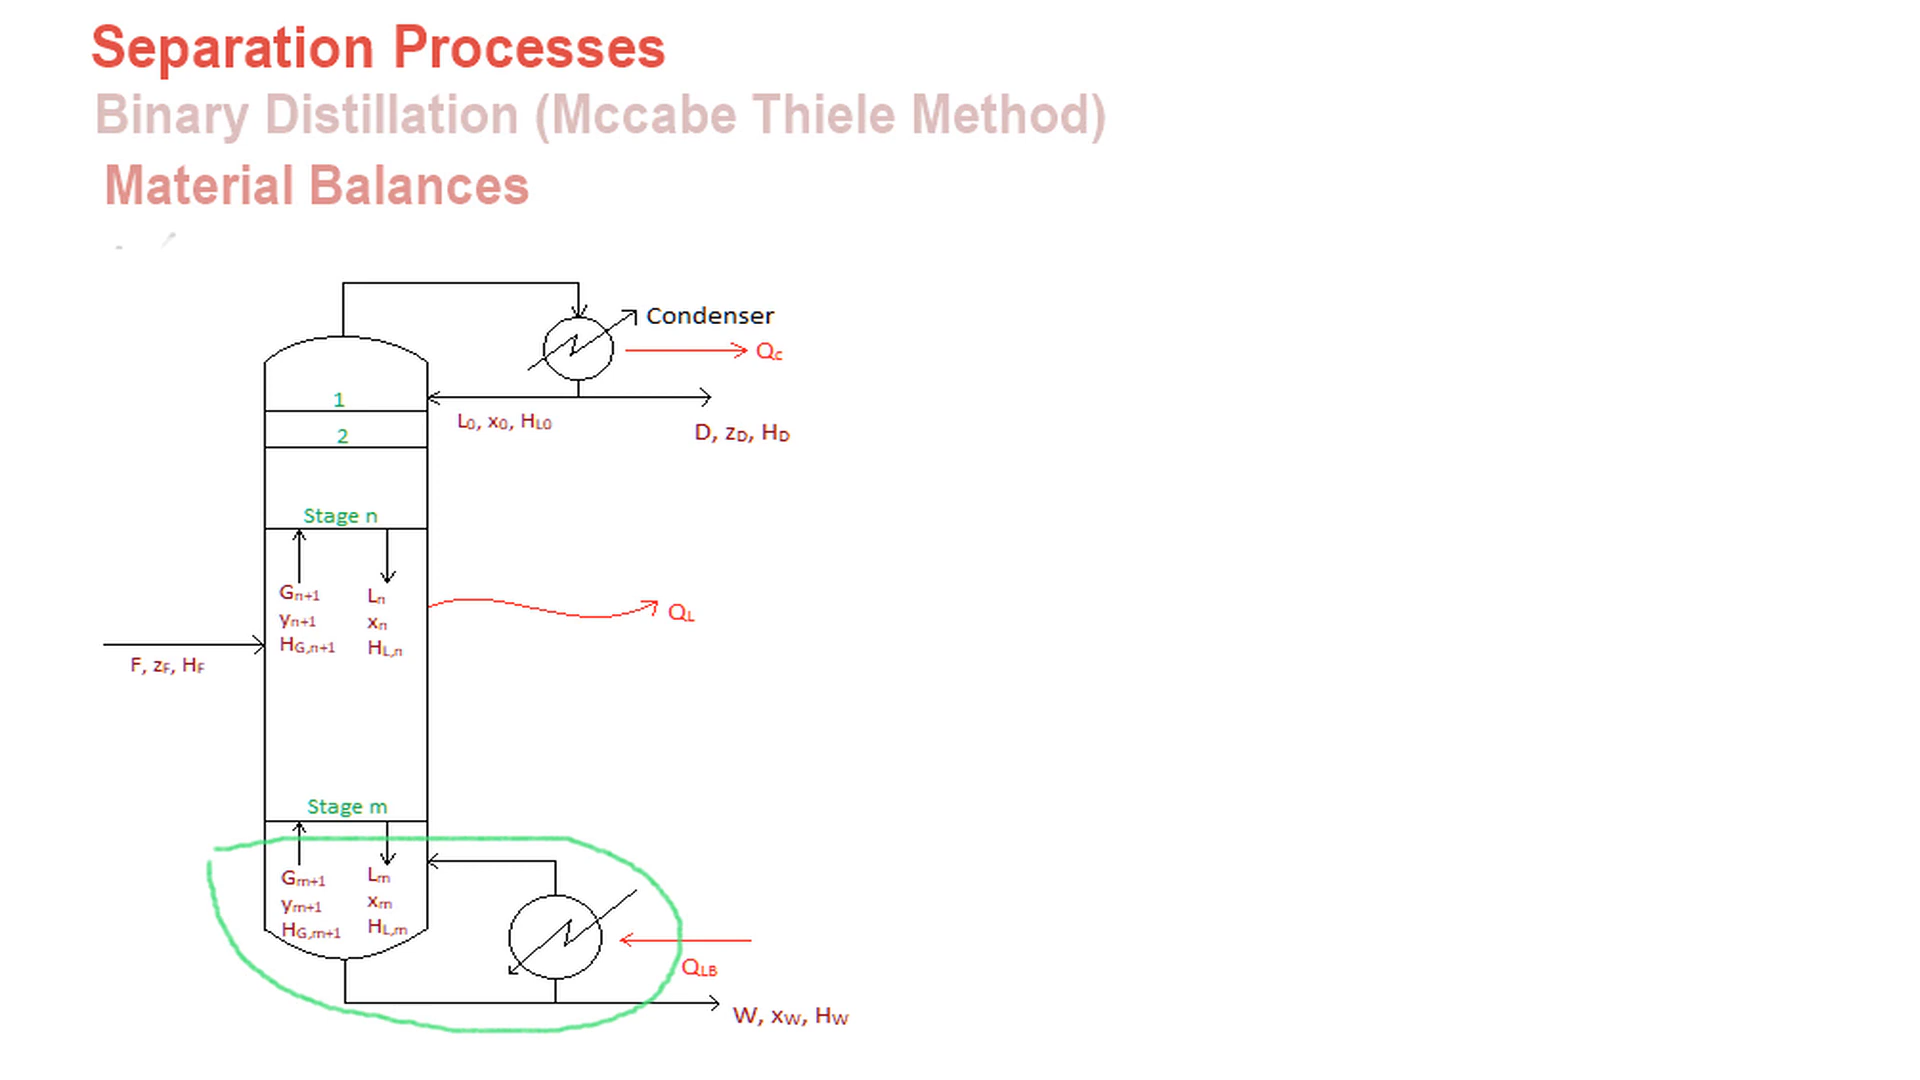 Separation Processes
Binary Distillation (Mccabe Thiele Method)
Material Balances
Condenser
Qc
1
L0, x0, HL0
2
D, zD, HD
Stage n
Gn+1
Ln
yn+1
xn
HG,n+1
HL,n
QL
F, zF, HF
Stage m
Gm+1
Lm
ym+1
xm
HG,m+1
HL,m
QLB
W, xW, HW